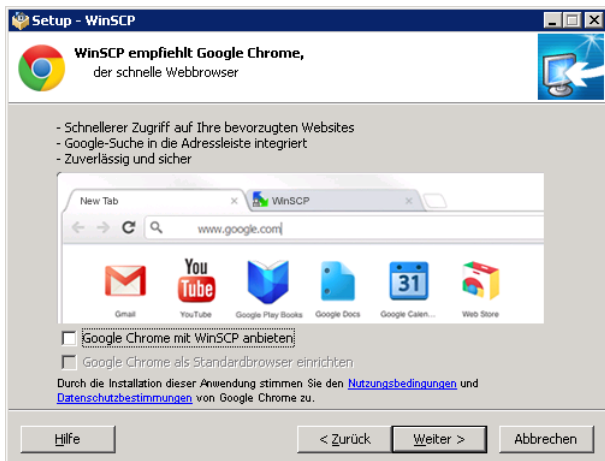 Setup - WinSCP
WinSCP empfiehlt Google Chrome,
der schnelle Webbrowser
- Schnellerer Zugriff auf Ihre bevorzugten Websites
- Google-Suche in die Adressleiste integriert
- Zuverlässig und sicher
New Tab
WinSCP
www.google.com
You
Tube
31
Gmail
YouTube
Google Play Books
Google Docs
Google Calen...
Web Store
Google Chrome mit WinSCP anbieten
Google Chrome als Standardbrowser einrichten
Durch die Installation dieser Anwendung stimmen Sie den Nutzungsbedingungen und
Datenschutzbestimmungen von Google Chrome zu.
Hilfe
< Zurück
Weiter >
Abbrechen